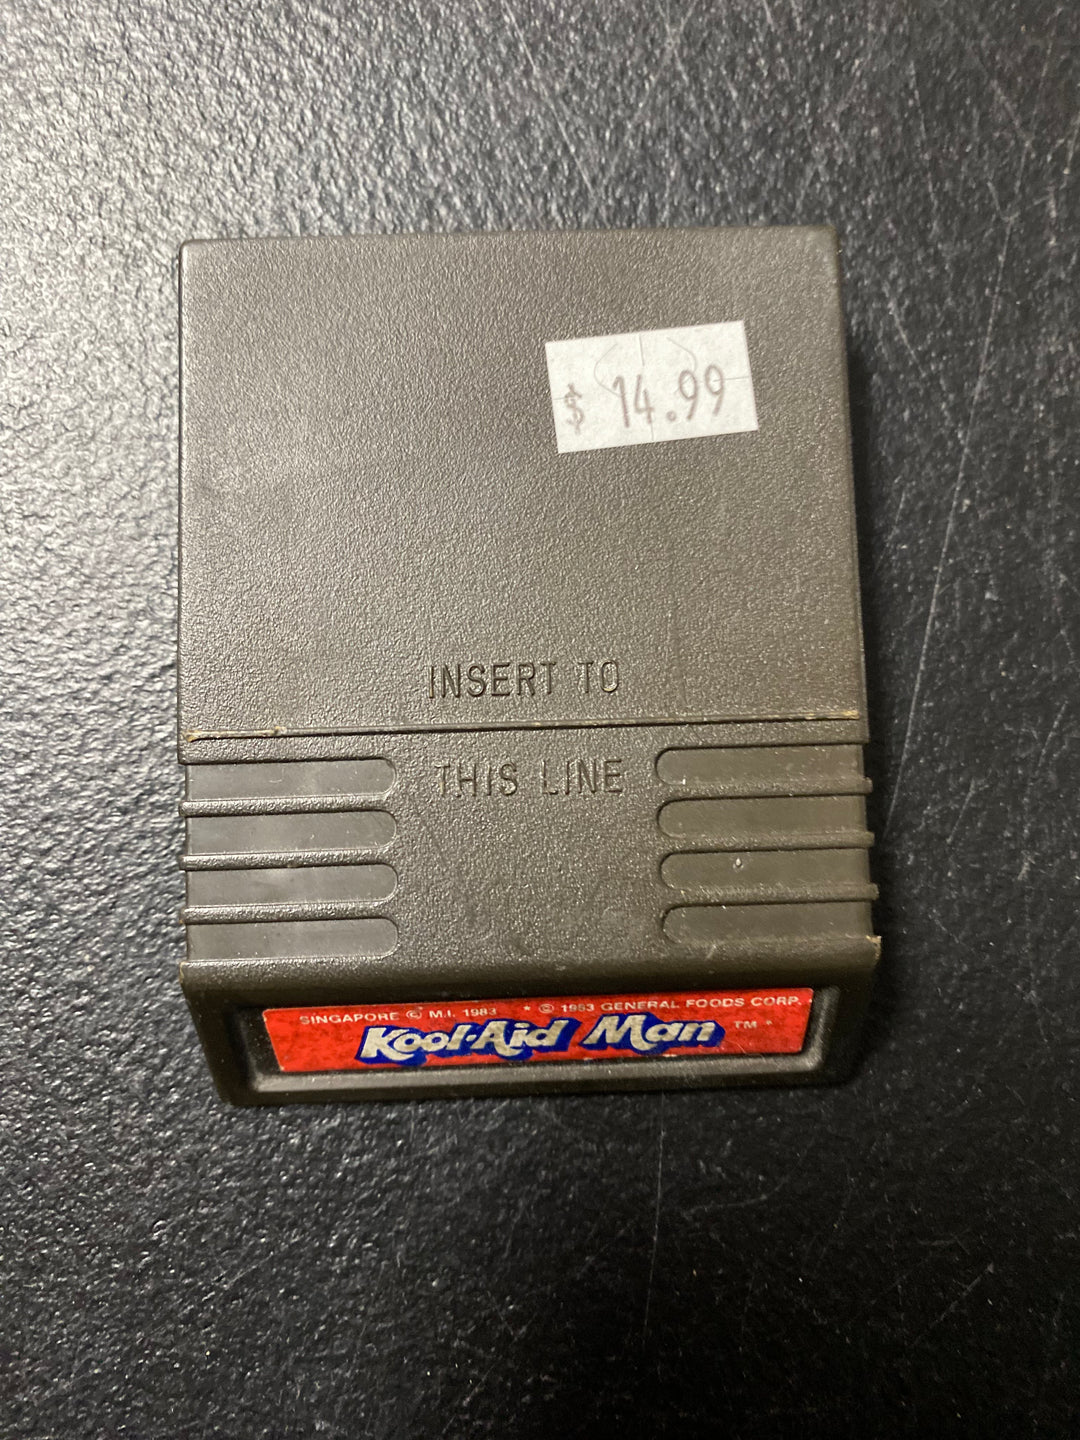 $ 14.99
INSERT TO
THIS LINE
SINGAPORE © M.I. 1983 * © 1983 GENERAL FOODS CORP.
Kool-Aid Man TM *